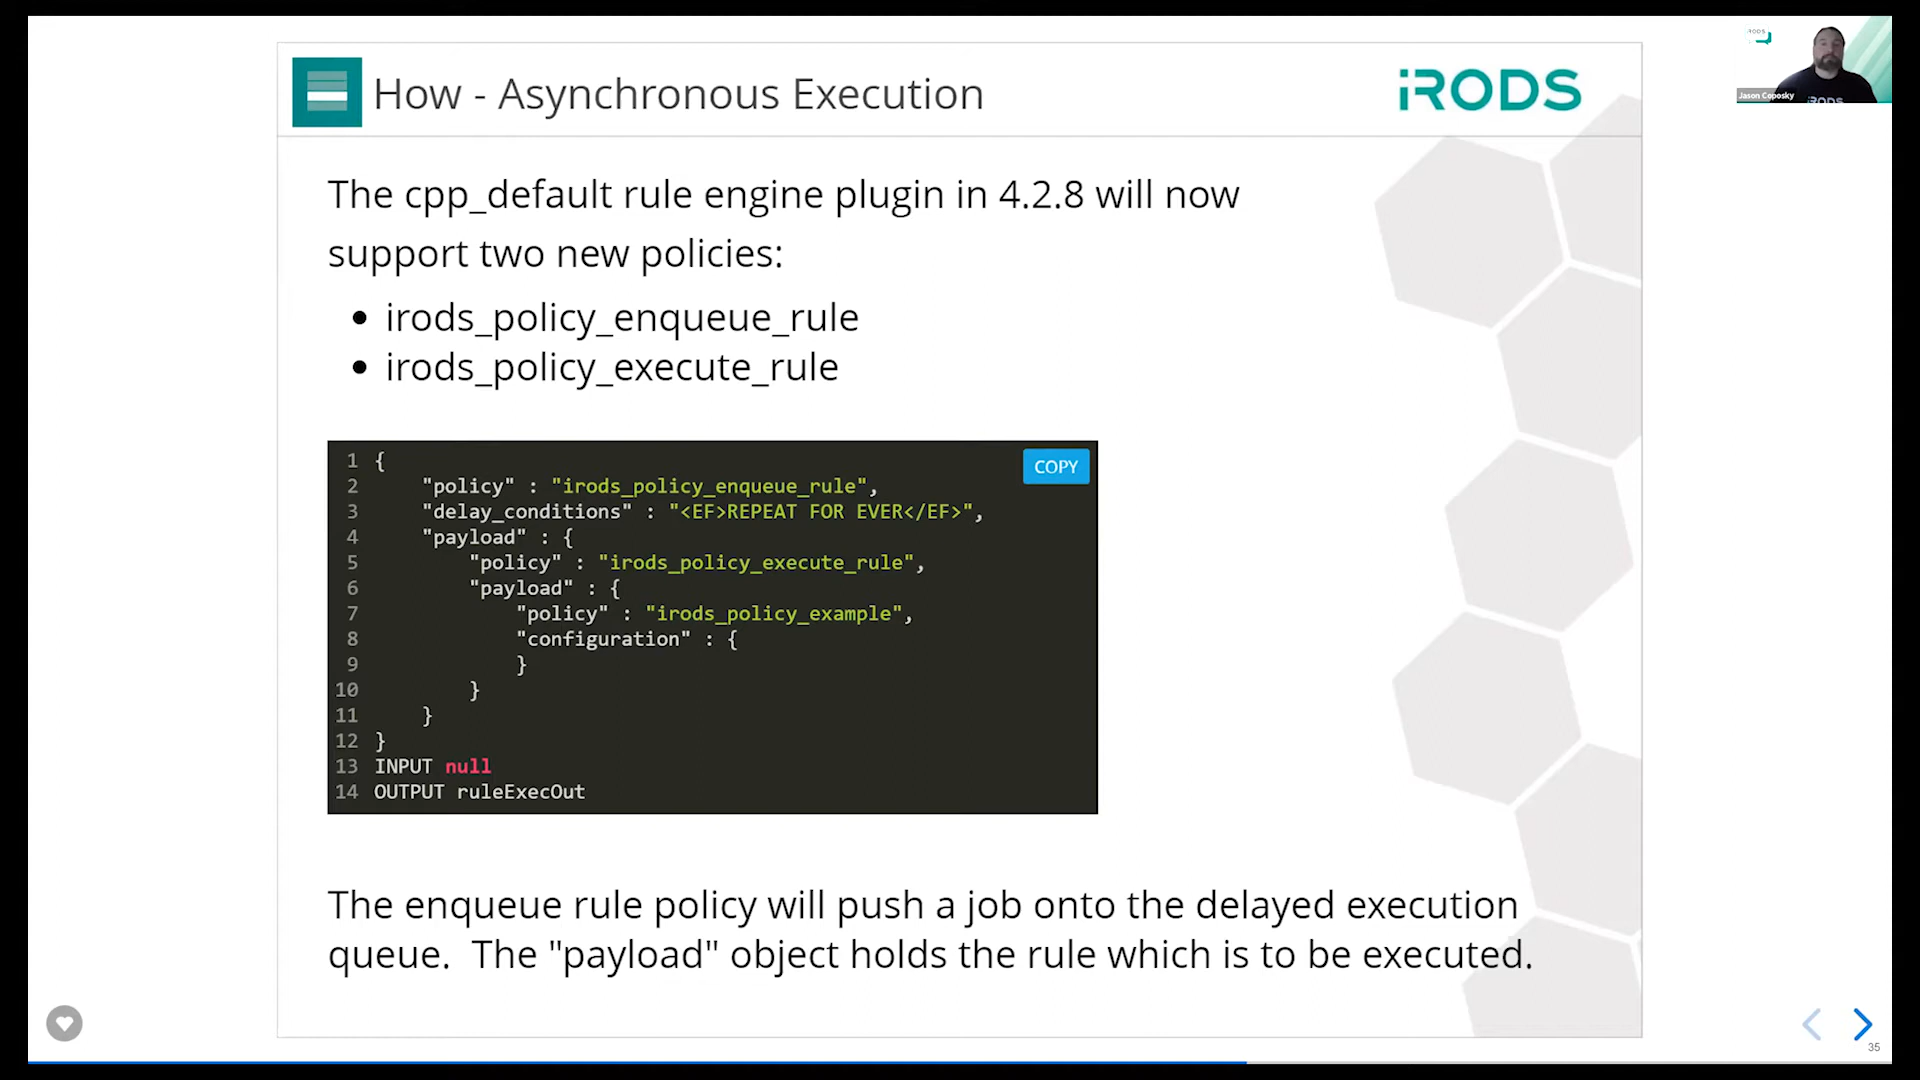 How - Asynchronous Execution
iRODS
iRODS
Jason Coposky
iRODS
The cpp_default rule engine plugin in 4.2.8 will now
support two new policies:
• irods_policy_enqueue_rule
• irods_policy_execute_rule
COPY
1 {
2     "policy" : "irods_policy_enqueue_rule",
3     "delay_conditions" : "<EF>REPEAT FOR EVER</EF>",
4     "payload" : {
5         "policy" : "irods_policy_execute_rule",
6         "payload" : {
7             "policy" : "irods_policy_example",
8             "configuration" : {
9             }
10         }
11     }
12 }
13 INPUT null
14 OUTPUT ruleExecOut
The enqueue rule policy will push a job onto the delayed execution
queue.  The "payload" object holds the rule which is to be executed.
35